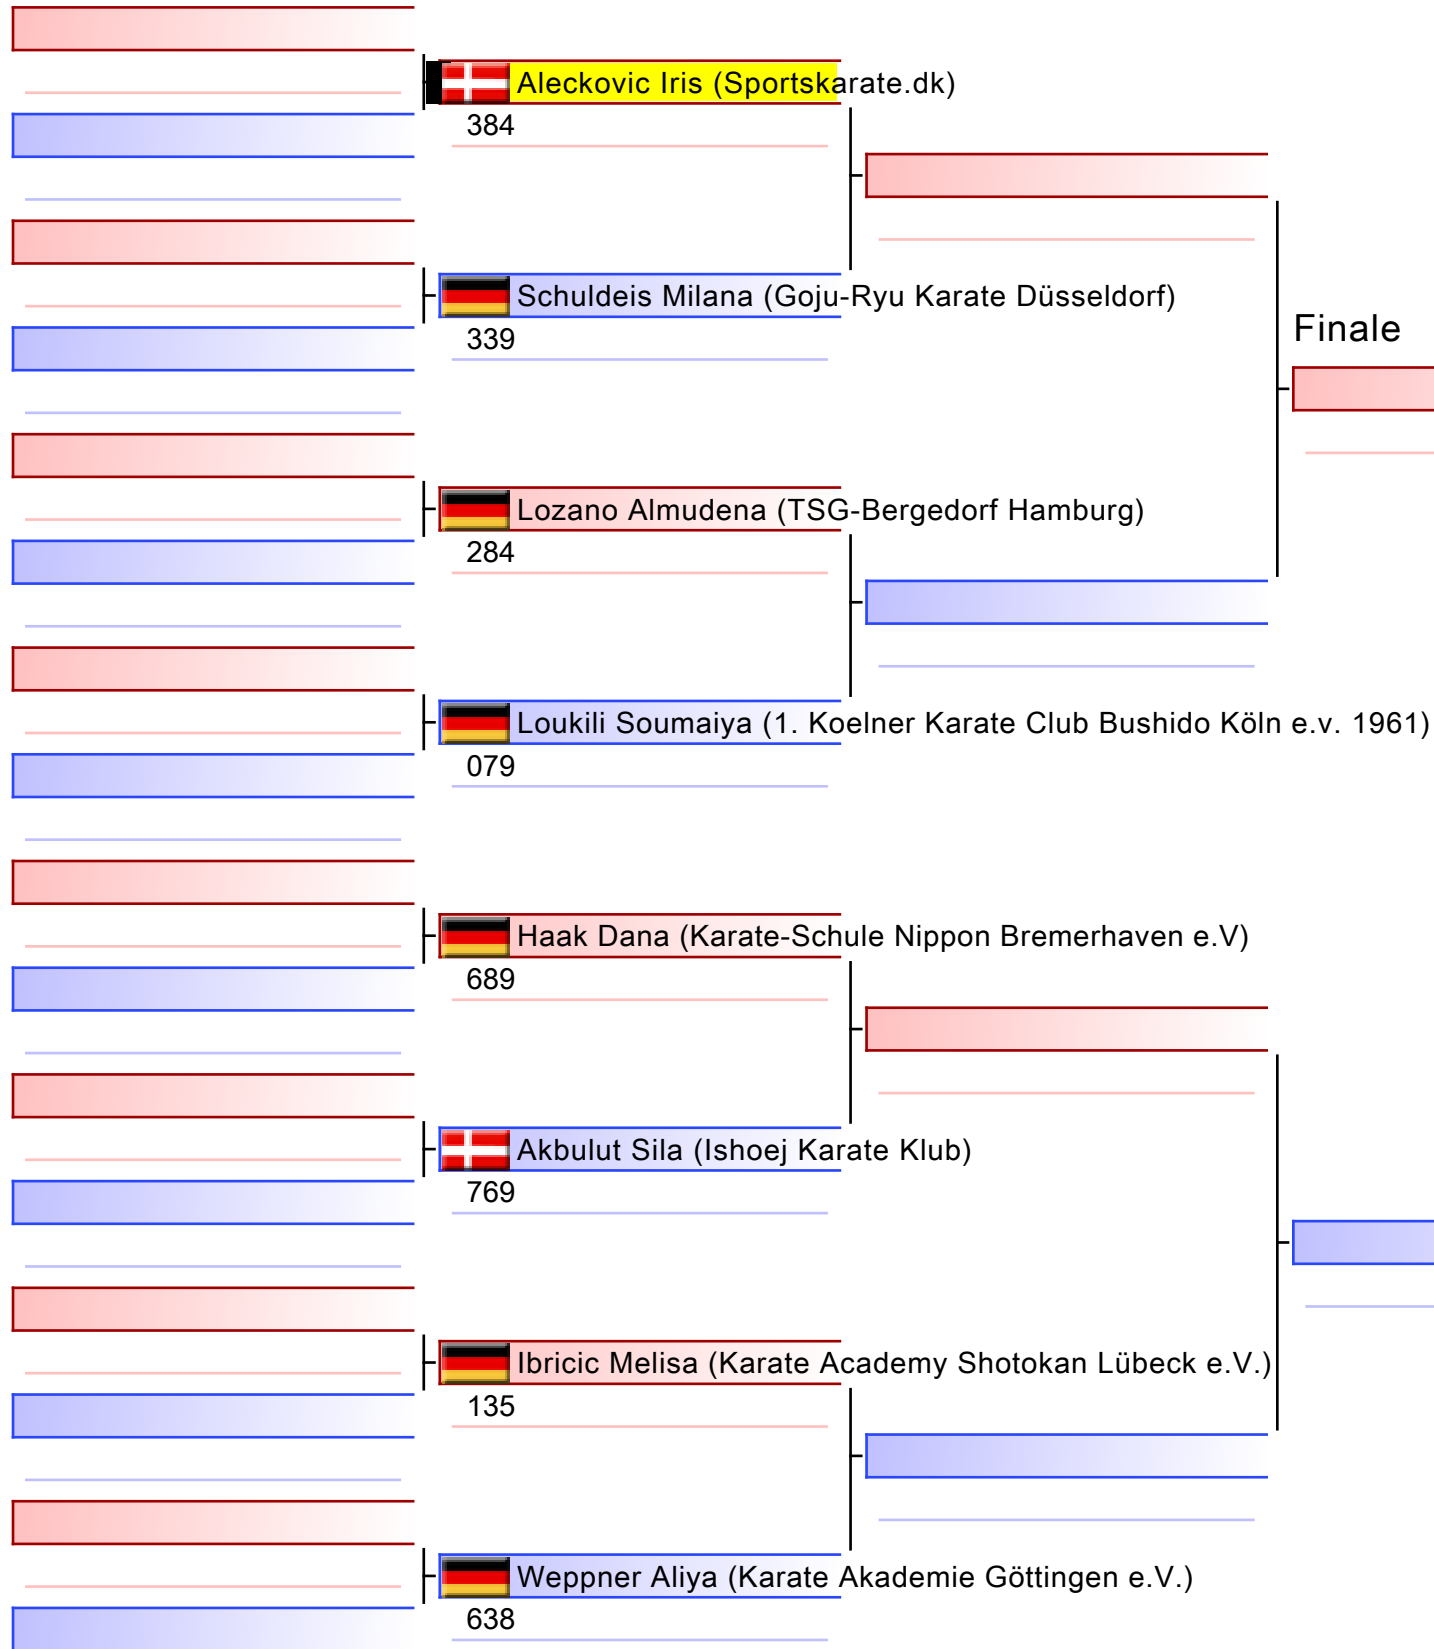 Aleckovic Iris (Sportskarate.dk)
384
Schuldeis Milana (Goju-Ryu Karate Düsseldorf)
339
Finale
Lozano Almudena (TSG-Bergedorf Hamburg)
284
Loukili Soumaiya (1. Koelner Karate Club Bushido Köln e.v. 1961)
079
Haak Dana (Karate-Schule Nippon Bremerhaven e.V)
689
Akbulut Sila (Ishoej Karate Klub)
769
Ibricic Melisa (Karate Academy Shotokan Lübeck e.V.)
135
Weppner Aliya (Karate Akademie Göttingen e.V.)
638